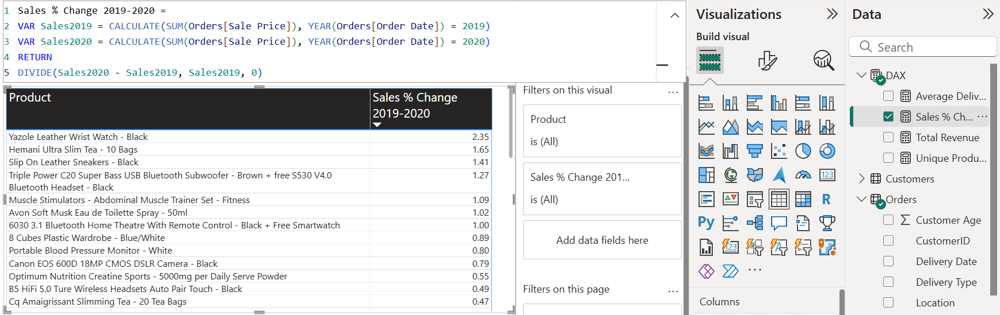 1 Sales % Change 2019-2020 =
2 VAR Sales2019 = CALCULATE(SUM(Orders[Sale Price]), YEAR(Orders[Order Date]) = 2019)
3 VAR Sales2020 = CALCULATE(SUM(Orders[Sale Price]), YEAR(Orders[Order Date]) = 2020)
4 RETURN
5 DIVIDE(Sales2020 - Sales2019, Sales2019, 0)
Product
Sales % Change
2019-2020
Yazole Leather Wrist Watch - Black 2.35
Hemani Ultra Slim Tea - 10 Bags 1.65
Slip On Leather Sneakers - Black 1.41
Triple Power C20 Super Bass USB Bluetooth Subwoofer - Brown + free S530 V4.0 1.27
Bluetooth Headset - Black
Muscle Stimulators - Abdominal Muscle Trainer Set - Fitness 1.09
Avon Soft Musk Eau de Toilette Spray - 50ml 1.02
6030 3.1 Bluetooth Home Theatre With Remote Control - Black + Free Smartwatch 1.00
8 Cubes Plastic Wardrobe - Blue/White 0.89
Portable Blood Pressure Monitor - White 0.80
Canon EOS 600D 18MP CMOS DSLR Camera - Black 0.79
Optimum Nutrition Creatine Sports - 5000mg per Daily Serve Powder 0.55
B5 HiFi 5.0 Ture Wireless Headsets Auto Pair Touch - Black 0.49
Cq Amaigrissant Slimming Tea - 20 Tea Bags 0.47
Filters on this visual ...
Product
is (All)
Sales % Change 201...
is (All)
Add data fields here
Filters on this page ...
Visualizations
Build visual
123
R
Py
123
...
Columns
Data
Search
DAX
Average Deliv...
Sales % Ch... ...
Total Revenue
Unique Produ...
Customers
Orders
Σ Customer Age
CustomerID
Delivery Date
Delivery Type
Location